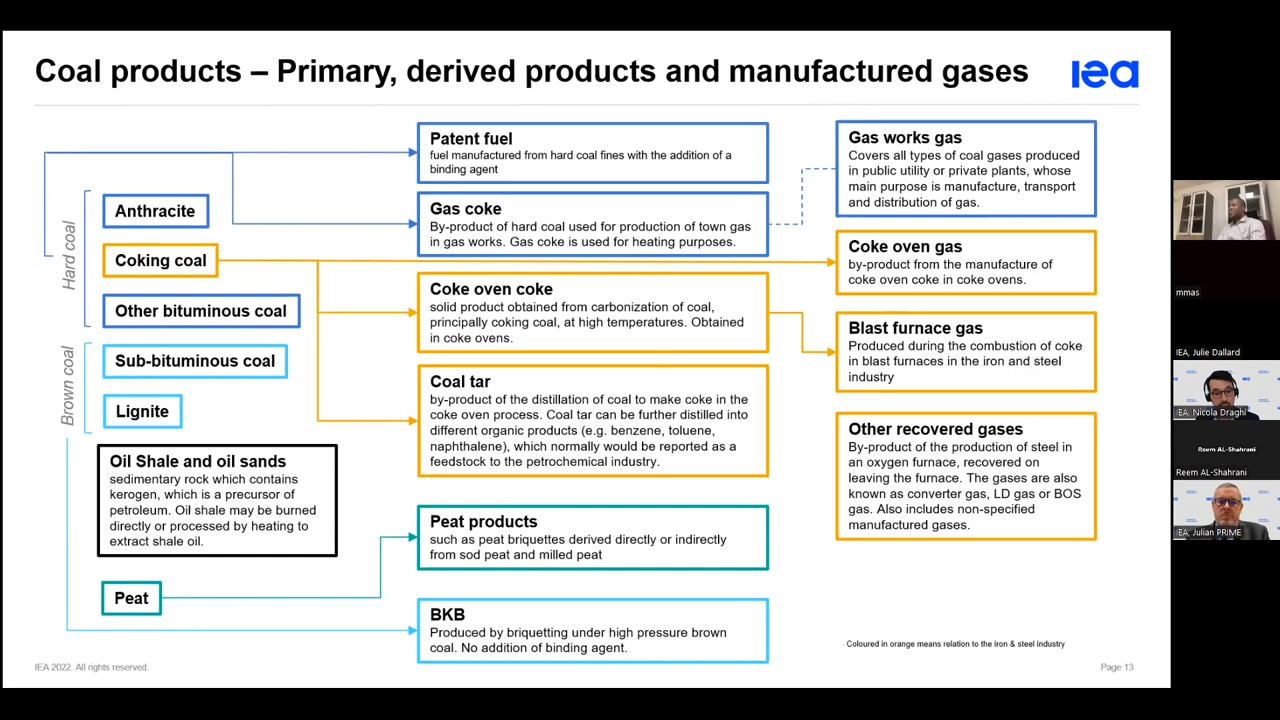 Coal products – Primary, derived products and manufactured gases
iea
Hard coal
Anthracite
Coking coal
Other bituminous coal
Brown coal
Sub-bituminous coal
Lignite
Oil Shale and oil sands
sedimentary rock which contains
kerogen, which is a precursor of
petroleum. Oil shale may be burned
directly or processed by heating to
extract shale oil.
Peat
Patent fuel
fuel manufactured from hard coal fines with the addition of a
binding agent
Gas coke
By-product of hard coal used for production of town gas
in gas works. Gas coke is used for heating purposes.
Coke oven coke
solid product obtained from carbonization of coal,
principally coking coal, at high temperatures. Obtained
in coke ovens.
Coal tar
by-product of the distillation of coal to make coke in the
coke oven process. Coal tar can be further distilled into
different organic products (e.g. benzene, toluene,
naphthalene), which normally would be reported as a
feedstock to the petrochemical industry.
Peat products
such as peat briquettes derived directly or indirectly
from sod peat and milled peat
BKB
Produced by briquetting under high pressure brown
coal. No addition of binding agent.
Gas works gas
Covers all types of coal gases produced
in public utility or private plants, whose
main purpose is manufacture, transport
and distribution of gas.
Coke oven gas
by-product from the manufacture of
coke oven coke in coke ovens.
Blast furnace gas
Produced during the combustion of coke
in blast furnaces in the iron and steel
industry
Other recovered gases
By-product of the production of steel in
an oxygen furnace, recovered on
leaving the furnace. The gases are also
known as converter gas, LD gas or BOS
gas. Also includes non-specified
manufactured gases.
Coloured in orange means relation to the iron & steel industry
IEA 2022. All rights reserved.
Page 13
mmas
IEA, Julie Dallard
IEA, Nicola Draghi
Reem AL-Shahrani
Reem AL-Shahrani
IEA, Julian PRIME